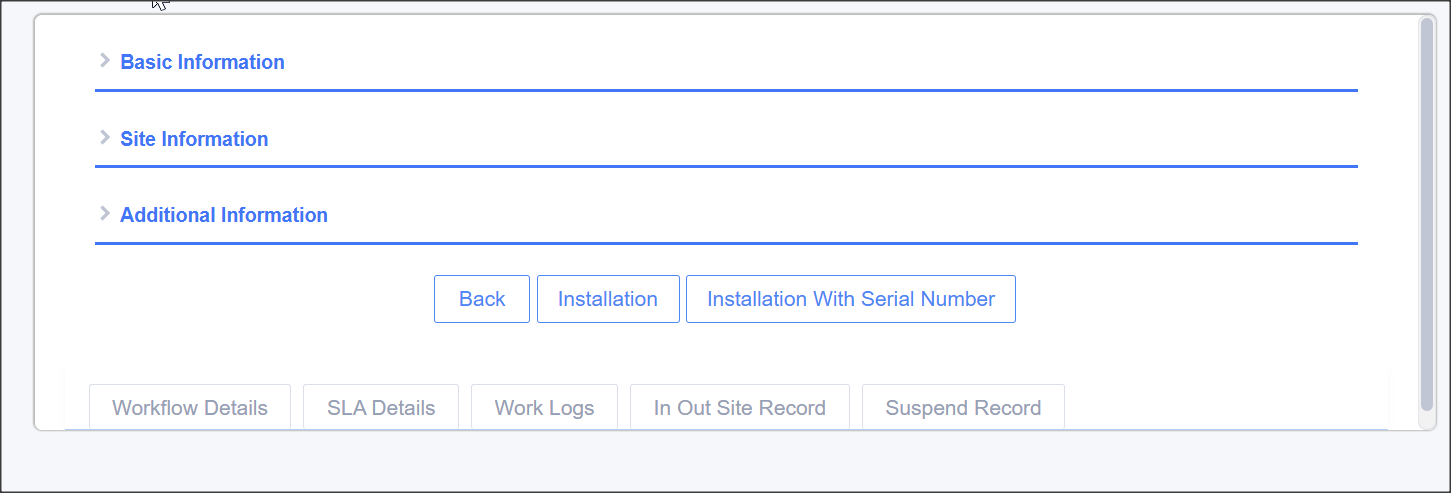 Basic Information
Site Information
Additional Information
Back Installation Installation With Serial Number
Workflow Details SLA Details Work Logs In Out Site Record Suspend Record